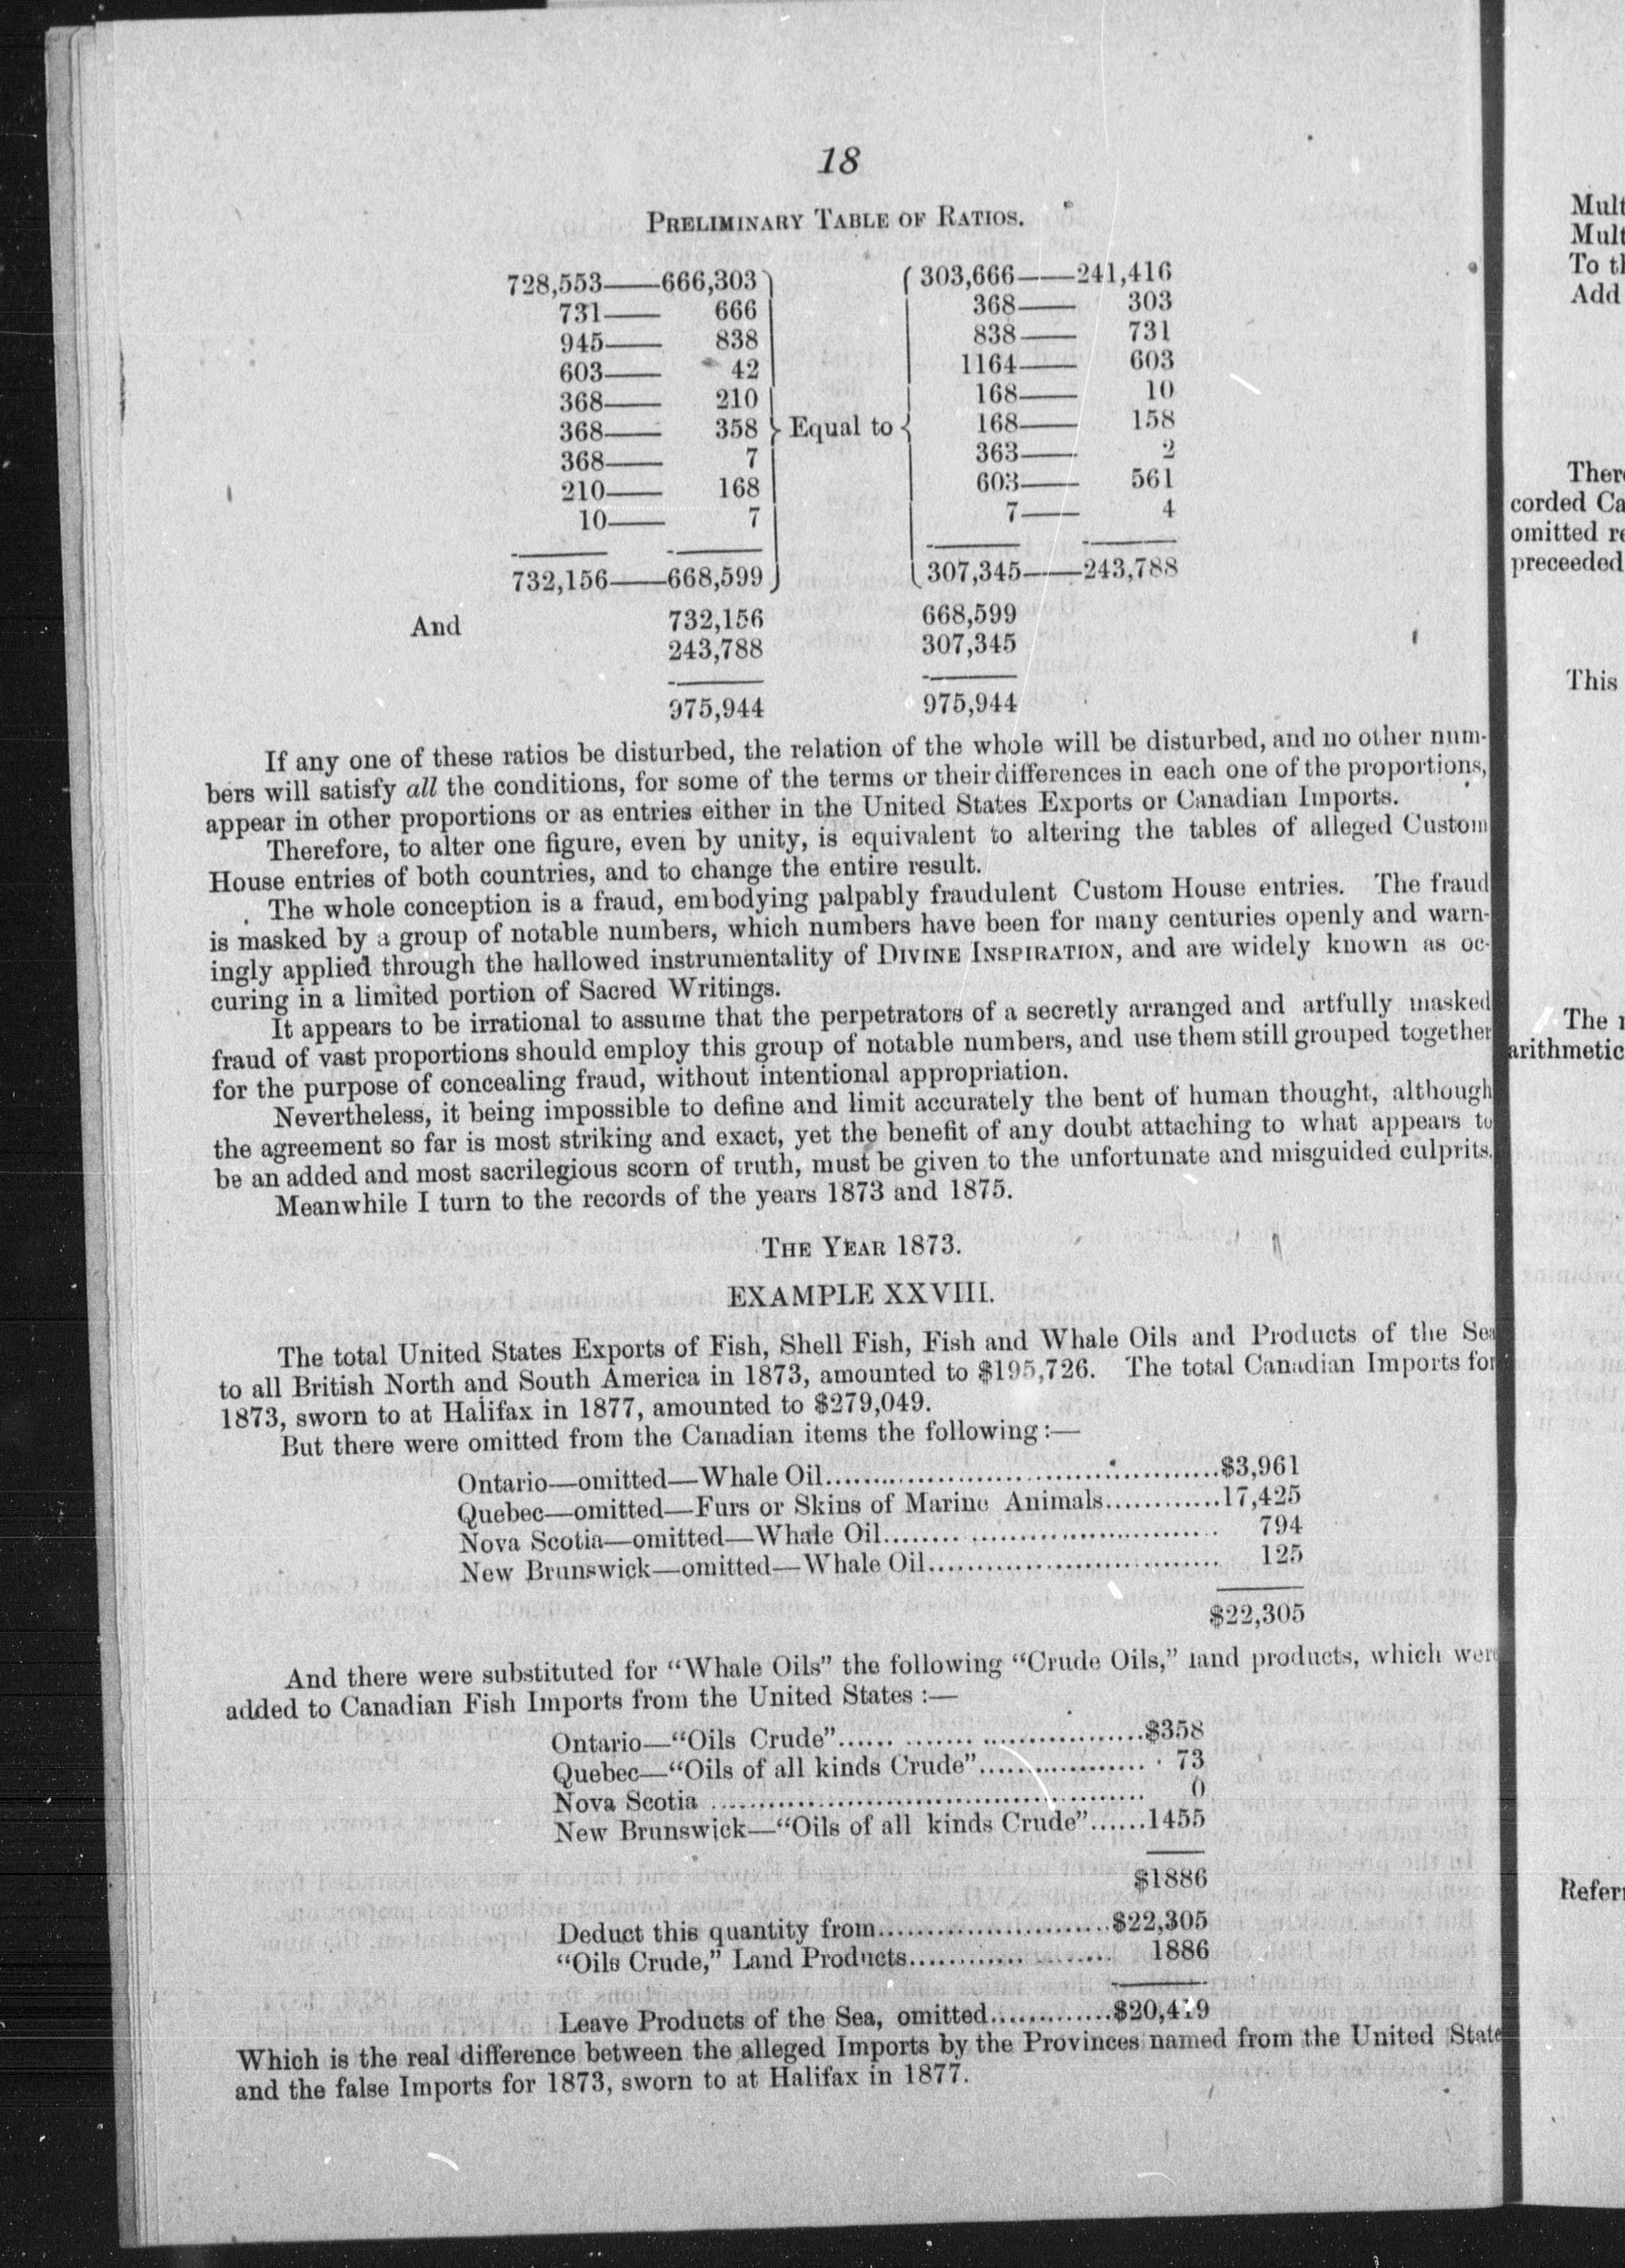 18
PRELIMINARY TABLE OF RATIOS.
728,553——666,303 303,666——241,416
731—— 666 368—— 303
945—— 838 838—— 731
603—— 42 1164—— 603
368—— 210 168—— 10
368—— 358 } Equal to { 168—— 158
368—— 7 363—— 2
210—— 168 603—— 561
10—— 7 7—— 4
732,156——668,599 307,345——243,788
And 732,156 668,599
243,788 307,345
975,944 975,944
If any one of these ratios be disturbed, the relation of the whole will be disturbed, and no other num-
bers will satisfy all the conditions, for some of the terms or their differences in each one of the proportions,
appear in other proportions or as entries either in the United States Exports or Canadian Imports.
Therefore, to alter one figure, even by unity, is equivalent to altering the tables of alleged Custom
House entries of both countries, and to change the entire result.
The whole conception is a fraud, embodying palpably fraudulent Custom House entries. The fraud
is masked by a group of notable numbers, which numbers have been for many centuries openly and warn-
ingly applied through the hallowed instrumentality of DIVINE INSPIRATION, and are widely known as oc-
curing in a limited portion of Sacred Writings.
It appears to be irrational to assume that the perpetrators of a secretly arranged and artfully masked
fraud of vast proportions should employ this group of notable numbers, and use them still grouped together
for the purpose of concealing fraud, without intentional appropriation.
Nevertheless, it being impossible to define and limit accurately the bent of human thought, although
the agreement so far is most striking and exact, yet the benefit of any doubt attaching to what appears to
be an added and most sacrilegious scorn of truth, must be given to the unfortunate and misguided culprits.
Meanwhile I turn to the records of the years 1873 and 1875.
THE YEAR 1873.
EXAMPLE XXVIII.
The total United States Exports of Fish, Shell Fish, Fish and Whale Oils and Products of the Sea
to all British North and South America in 1873, amounted to $195,726. The total Canadian Imports for
1873, sworn to at Halifax in 1877, amounted to $279,049.
But there were omitted from the Canadian items the following:—
Ontario—omitted—Whale Oil........................................$3,961
Quebec—omitted—Furs or Skins of Marine Animals............17,425
Nova Scotia—omitted—Whale Oil.................................. 794
New Brunswick—omitted—Whale Oil.............................. 125
$22,305
And there were substituted for "Whale Oils" the following "Crude Oils," land products, which were
added to Canadian Fish Imports from the United States :—
Ontario—"Oils Crude"................................$358
Quebec—"Oils of all kinds Crude".................. 73
Nova Scotia ............................................. 0
New Brunswick—"Oils of all kinds Crude"......1455
$1886
Deduct this quantity from........................$22,305
"Oils Crude," Land Products..................... 1886
Leave Products of the Sea, omitted.............$20,419
Which is the real difference between the alleged Imports by the Provinces named from the United State
and the false Imports for 1873, sworn to at Halifax in 1877.
Mult
Mult
To th
Add
There
corded Ca
omitted re
preceeded
This
The
arithmetic
Refer